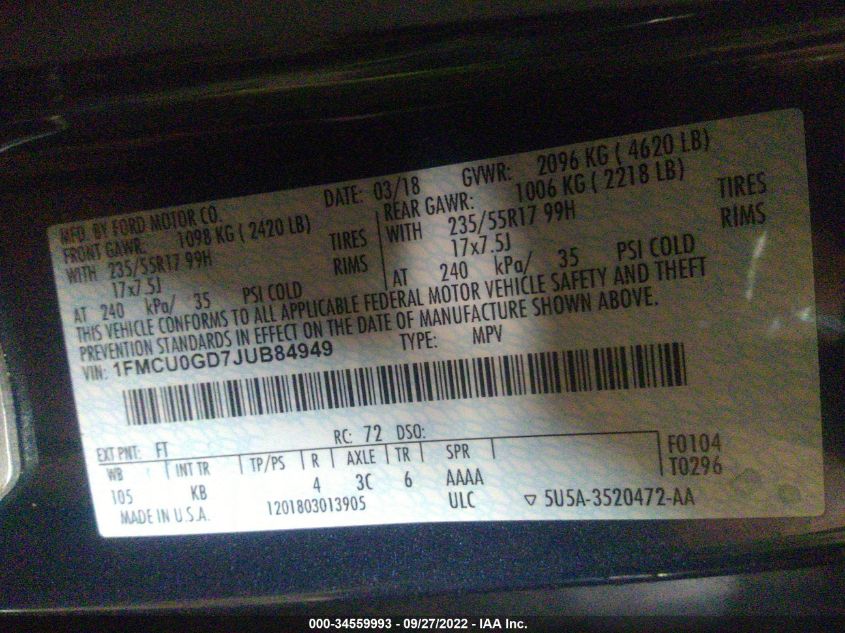 MFD. BY FORD MOTOR CO.
DATE: 03/18 GVWR: 2096 KG ( 4620 LB)
FRONT GAWR: 1098 KG ( 2420 LB)
WITH 235/55R17 99H TIRES
17x7.5J RIMS
AT 240 kPa/ 35 PSI COLD
REAR GAWR: 1006 KG ( 2218 LB)
WITH 235/55R17 99H TIRES
17x7.5J RIMS
AT 240 kPa/ 35 PSI COLD
THIS VEHICLE CONFORMS TO ALL APPLICABLE FEDERAL MOTOR VEHICLE SAFETY AND THEFT
PREVENTION STANDARDS IN EFFECT ON THE DATE OF MANUFACTURE SHOWN ABOVE.
VIN: 1FMCU0GD7JUB84949 TYPE: MPV
EXT PNT: FT RC: 72 DSO:
WB INT TR TP/PS R AXLE TR SPR
105 KB 4 3C 6 AAAA
F0104
T0296
MADE IN U.S.A. 1201803013905 ULC ▽ 5U5A-3520472-AA
000-34559993 - 09/27/2022 - IAA Inc.